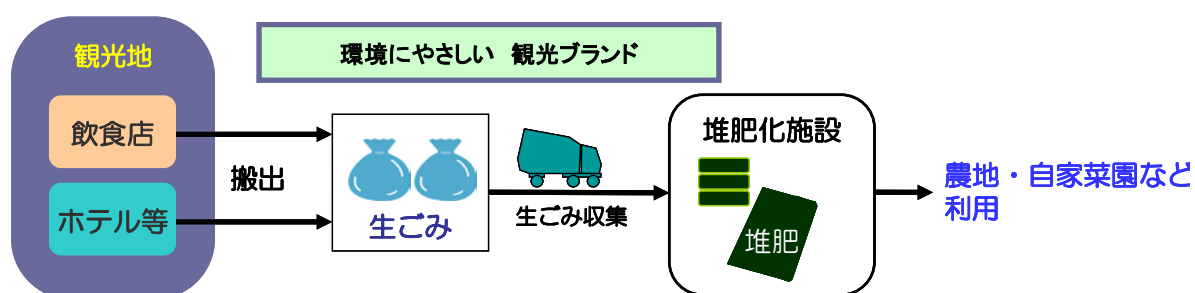 観光地
環境にやさしい 観光ブランド
飲食店
ホテル等
搬出
生ごみ
生ごみ収集
堆肥化施設
堆肥
農地・自家菜園など
利用